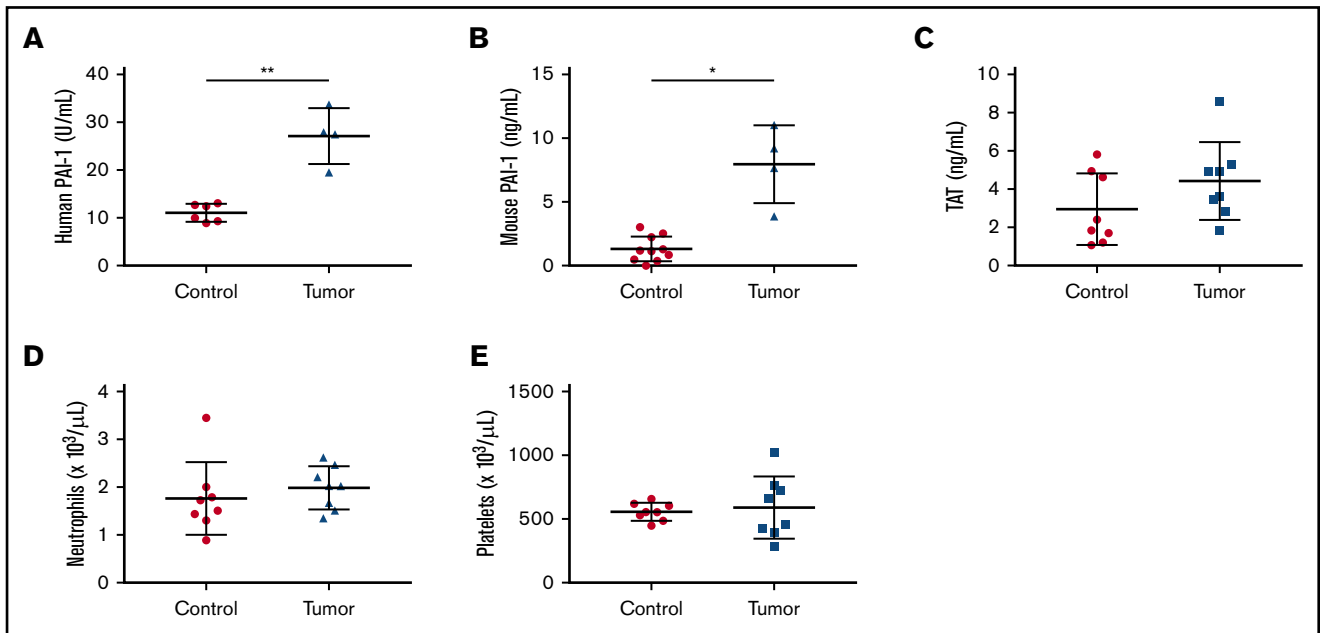 A
Human PAI-1 (U/mL)
40
30
20
10
0
**
Control
Tumor
B
Mouse PAI-1 (ng/mL)
15
10
5
0
*
Control
Tumor
C
TAT (ng/mL)
10
8
6
4
2
0
Control
Tumor
D
Neutrophils (x 10³/μL)
4
3
2
1
0
Control
Tumor
E
Platelets (x 10³/μL)
1500
1000
500
0
Control
Tumor